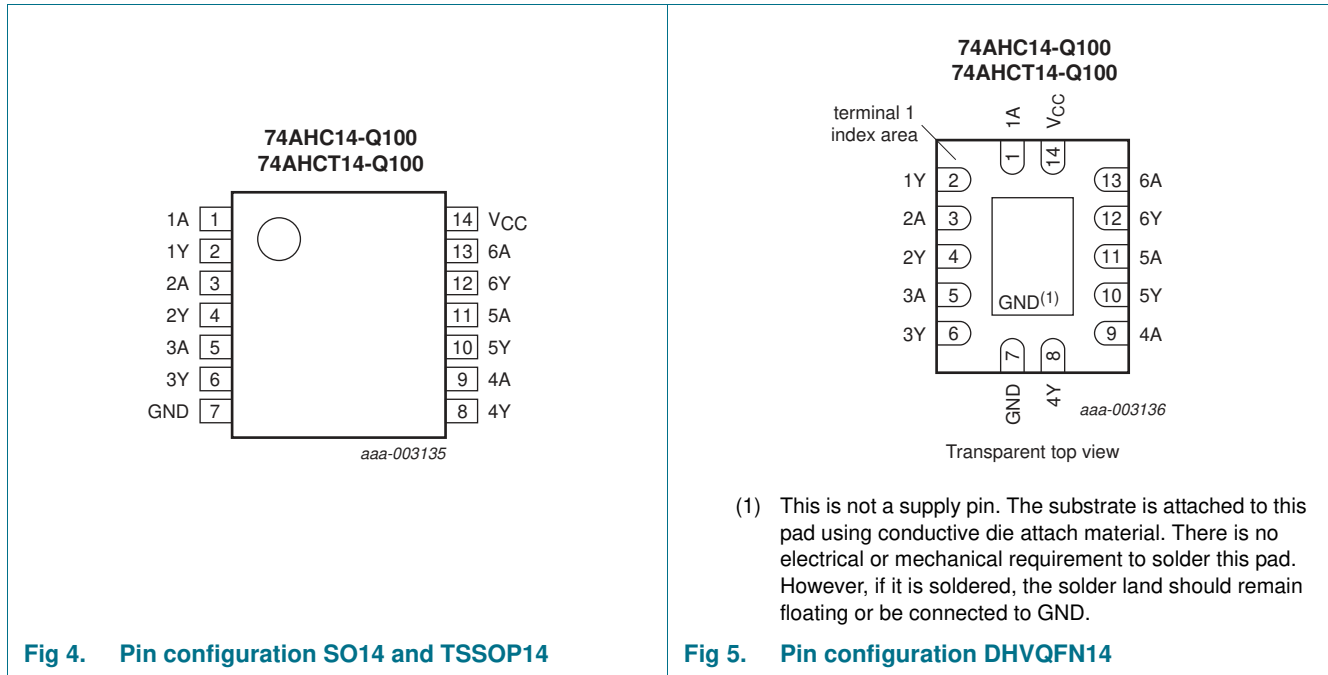 74AHC14-Q100
74AHCT14-Q100
1A 1
1Y 2
2A 3
2Y 4
3A 5
3Y 6
GND 7
14 VCC
13 6A
12 6Y
11 5A
10 5Y
9 4A
8 4Y
aaa-003135
Fig 4. Pin configuration SO14 and TSSOP14
74AHC14-Q100
74AHCT14-Q100
terminal 1
index area
1A
VCC
1
14
1Y 2
2A 3
2Y 4
3A 5
3Y 6
13 6A
12 6Y
11 5A
10 5Y
9 4A
GND(1)
7
8
GND
4Y
aaa-003136
Transparent top view
(1) This is not a supply pin. The substrate is attached to this
pad using conductive die attach material. There is no
electrical or mechanical requirement to solder this pad.
However, if it is soldered, the solder land should remain
floating or be connected to GND.
Fig 5. Pin configuration DHVQFN14